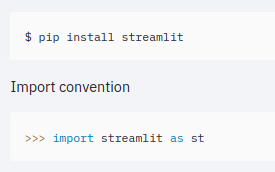 $ pip install streamlit
Import convention
>>> import streamlit as st